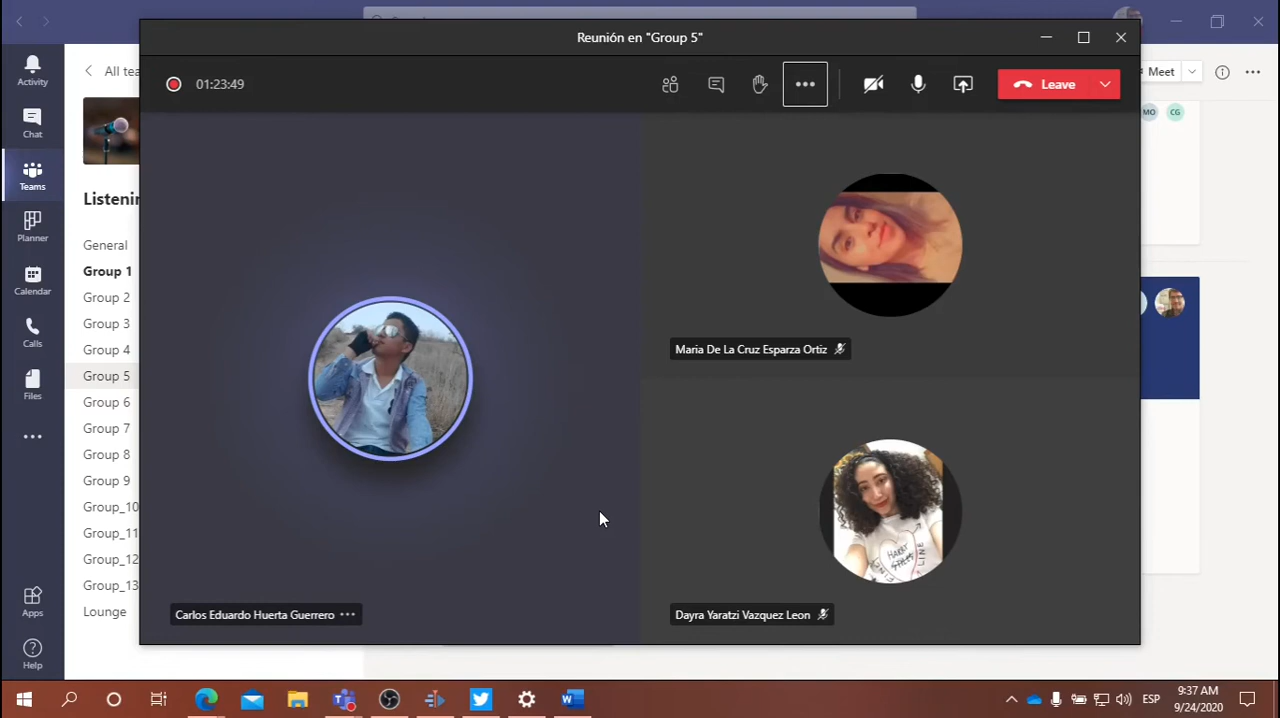 Reunión en "Group 5"
01:23:49
Leave
Activity
Chat
Teams
Planner
Calendar
Calls
Files
Apps
Help
All tea
Listenin
General
Group 1
Group 2
Group 3
Group 4
Group 5
Group 6
Group 7
Group 8
Group 9
Group_10
Group_11
Group_12
Group_13
Lounge
Meet
MO
CG
Maria De La Cruz Esparza Ortiz
Carlos Eduardo Huerta Guerrero
Dayra Yaratzi Vazquez Leon
HARRY
LINE
ESP
9:37 AM
9/24/2020